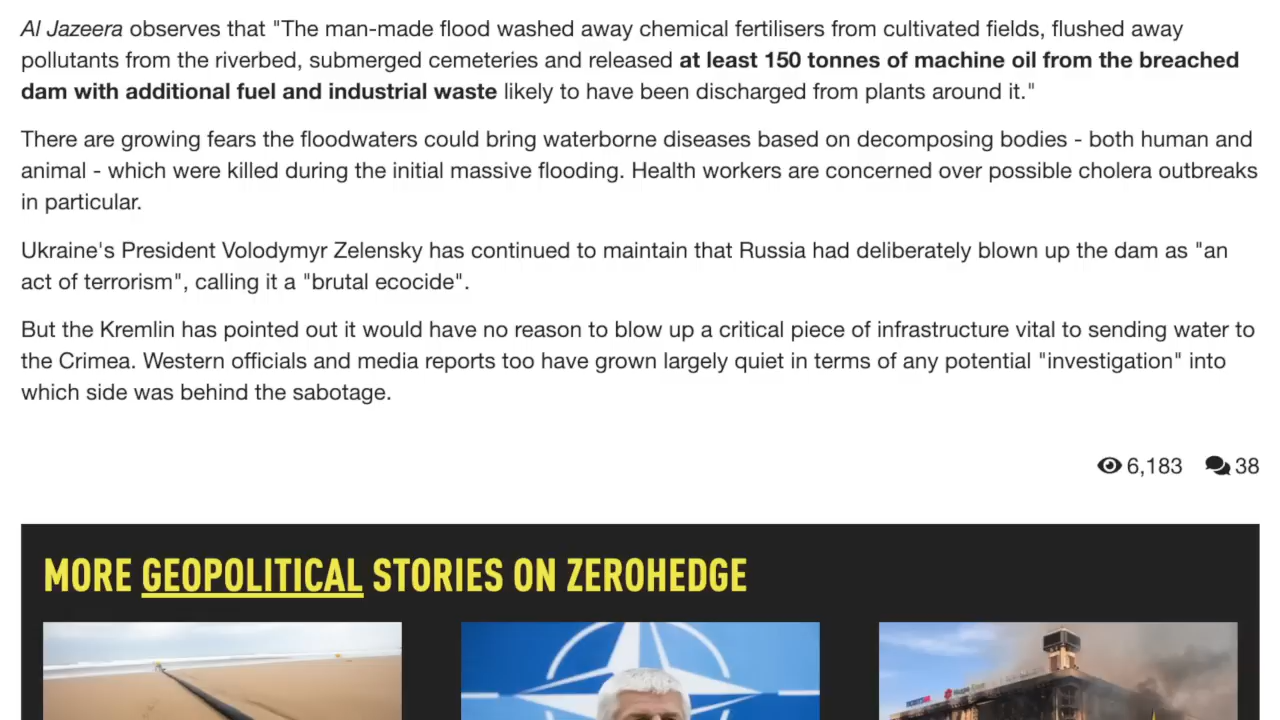 Al Jazeera observes that "The man-made flood washed away chemical fertilisers from cultivated fields, flushed away
pollutants from the riverbed, submerged cemeteries and released at least 150 tonnes of machine oil from the breached
dam with additional fuel and industrial waste likely to have been discharged from plants around it."
There are growing fears the floodwaters could bring waterborne diseases based on decomposing bodies - both human and
animal - which were killed during the initial massive flooding. Health workers are concerned over possible cholera outbreaks
in particular.
Ukraine's President Volodymyr Zelensky has continued to maintain that Russia had deliberately blown up the dam as "an
act of terrorism", calling it a "brutal ecocide".
But the Kremlin has pointed out it would have no reason to blow up a critical piece of infrastructure vital to sending water to
the Crimea. Western officials and media reports too have grown largely quiet in terms of any potential "investigation" into
which side was behind the sabotage.
6,183 38
MORE GEOPOLITICAL STORIES ON ZEROHEDGE